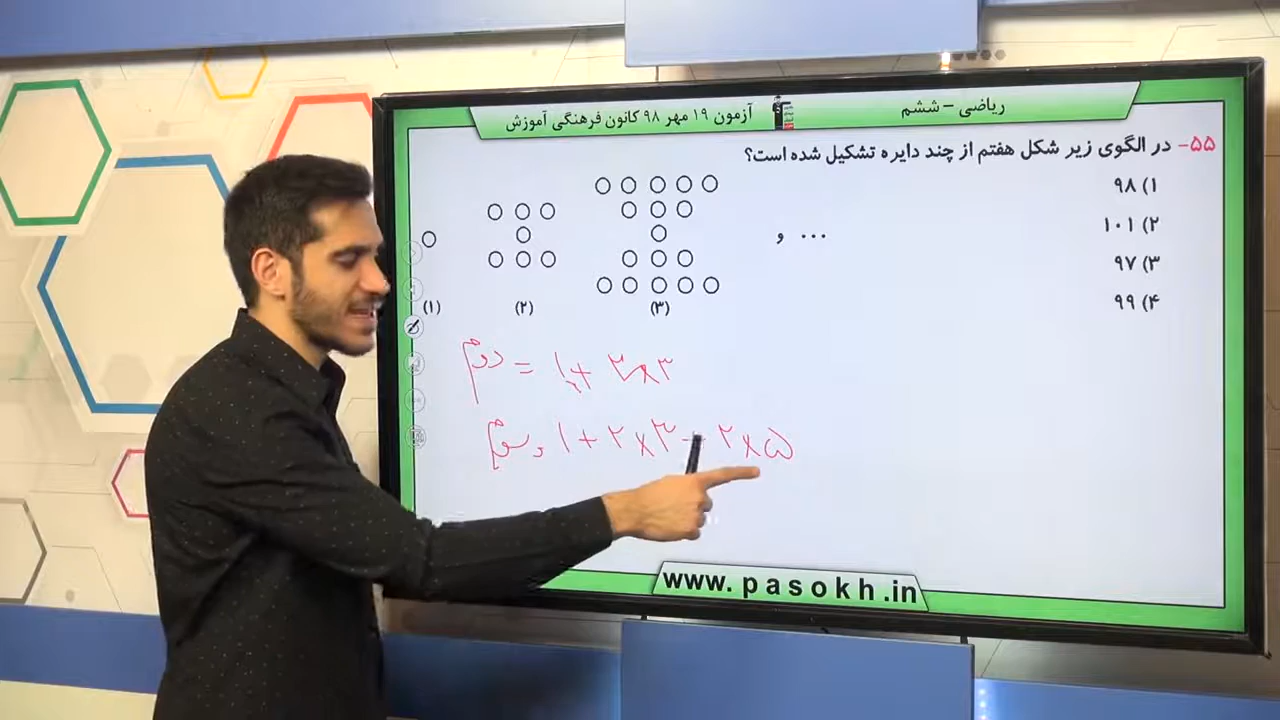 ریاضی - ششم
آزمون ۱۹ مهر ۹۸ کانون فرهنگی آموزش
۵۵- در الگوی زیر شکل هفتم از چند دایره تشکیل شده است؟
۱) ۹۸
۲) ۱۰۱
۳) ۹۷
۴) ۹۹
، ...
(۱) (۲) (۳)
دوم = ۱ + ۲ × ۳
سوم = ۱ + ۲ × ۳ + ۲ × ۵
www.pasokh.in